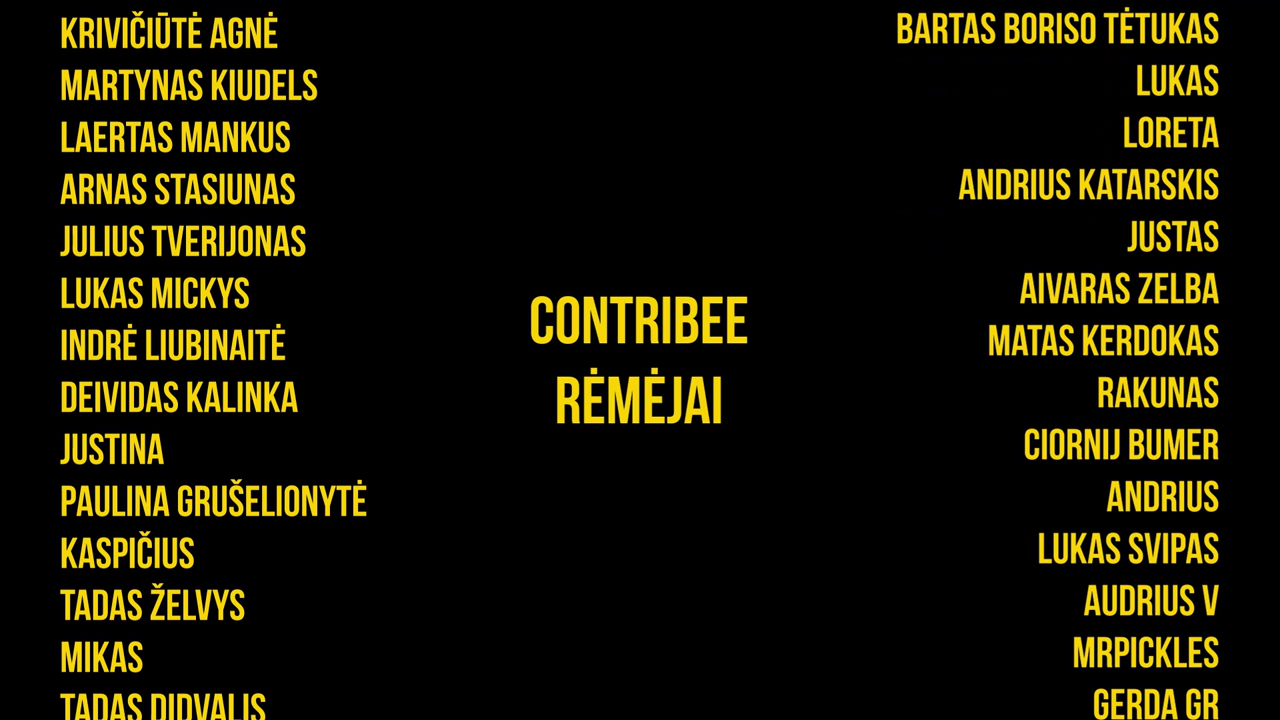 KRIVIČIŪTĖ AGNĖ
MARTYNAS KIUDELS
LAERTAS MANKUS
ARNAS STASIUNAS
JULIUS TVERIJONAS
LUKAS MICKYS
INDRĖ LIUBINAITĖ
DEIVIDAS KALINKA
JUSTINA
PAULINA GRUŠELIONYTĖ
KASPIČIUS
TADAS ŽELVYS
MIKAS
TADAS DIDVALIS
CONTRIBEE
RĖMĖJAI
BARTAS BORISO TĖTUKAS
LUKAS
LORETA
ANDRIUS KATARSKIS
JUSTAS
AIVARAS ZELBA
MATAS KERDOKAS
RAKUNAS
CIORNIJ BUMER
ANDRIUS
LUKAS SVIPAS
AUDRIUS V
MRPICKLES
GERDA GR